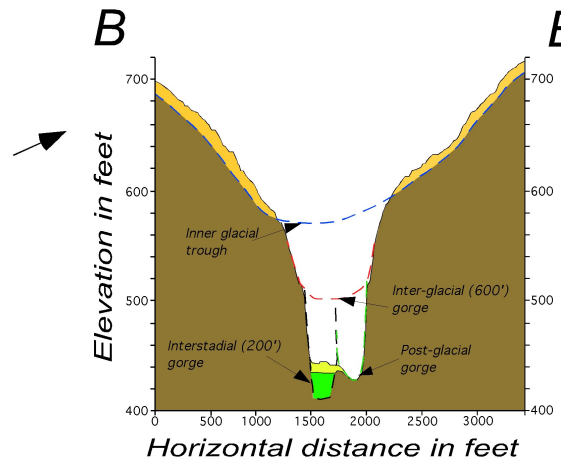 B
E
700
700
600
600
500
500
400
400
Elevation in feet
Inner glacial
trough
Inter-glacial (600')
gorge
Interstadial (200')
gorge
Post-glacial
gorge
0
500
1000
1500
2000
2500
3000
Horizontal distance in feet